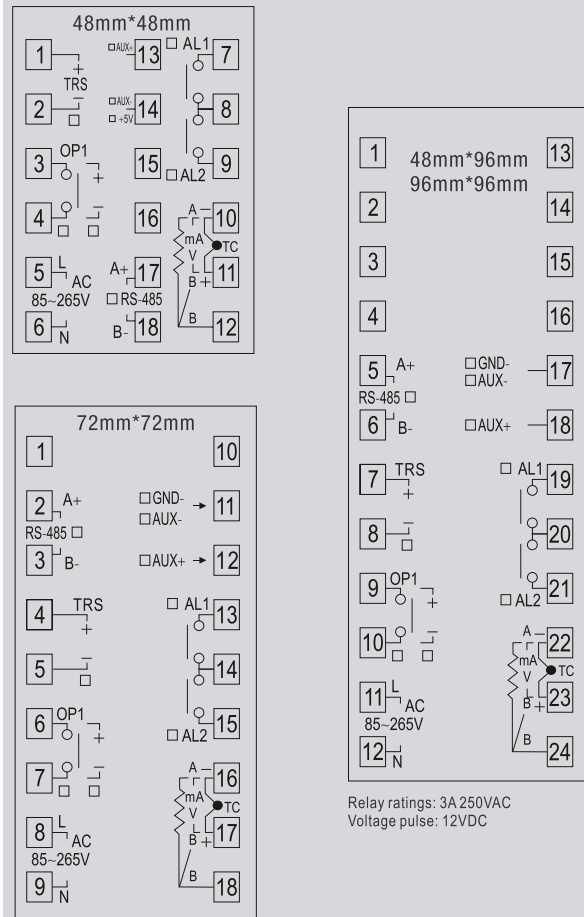 48mm*48mm
1 □AUX+ 13 □ AL1 7
+
TRS
2 − □AUX- 14 8
□ □ +5V
3 OP1 + 15 □ AL2 9
4 − 16 A − 10
□ □ mA
V TC
5 L AC A+ 17 B + 11
85~265V □ RS-485
6 N B- 18 B 12
72mm*72mm
1 10
2 A+ □GND- 11
RS-485 □ □AUX-
3 B- □AUX+ 12
4 TRS □ AL1 13
+
5 − 14
□
6 OP1 + 15
□ AL2
7 − A − 16
□ □ mA
V TC
8 L AC B + 17
85~265V
9 N B 18
1 48mm*96mm 13
96mm*96mm
2 14
3 15
4 16
5 A+ □GND- 17
RS-485 □ □AUX-
6 B- □AUX+ 18
7 TRS □ AL1 19
+
8 − 20
□
9 OP1 + 21
□ AL2
10 − A − 22
□ □ mA
V TC
11 L AC B + 23
85~265V
12 N B 24
Relay ratings: 3A 250VAC
Voltage pulse: 12VDC